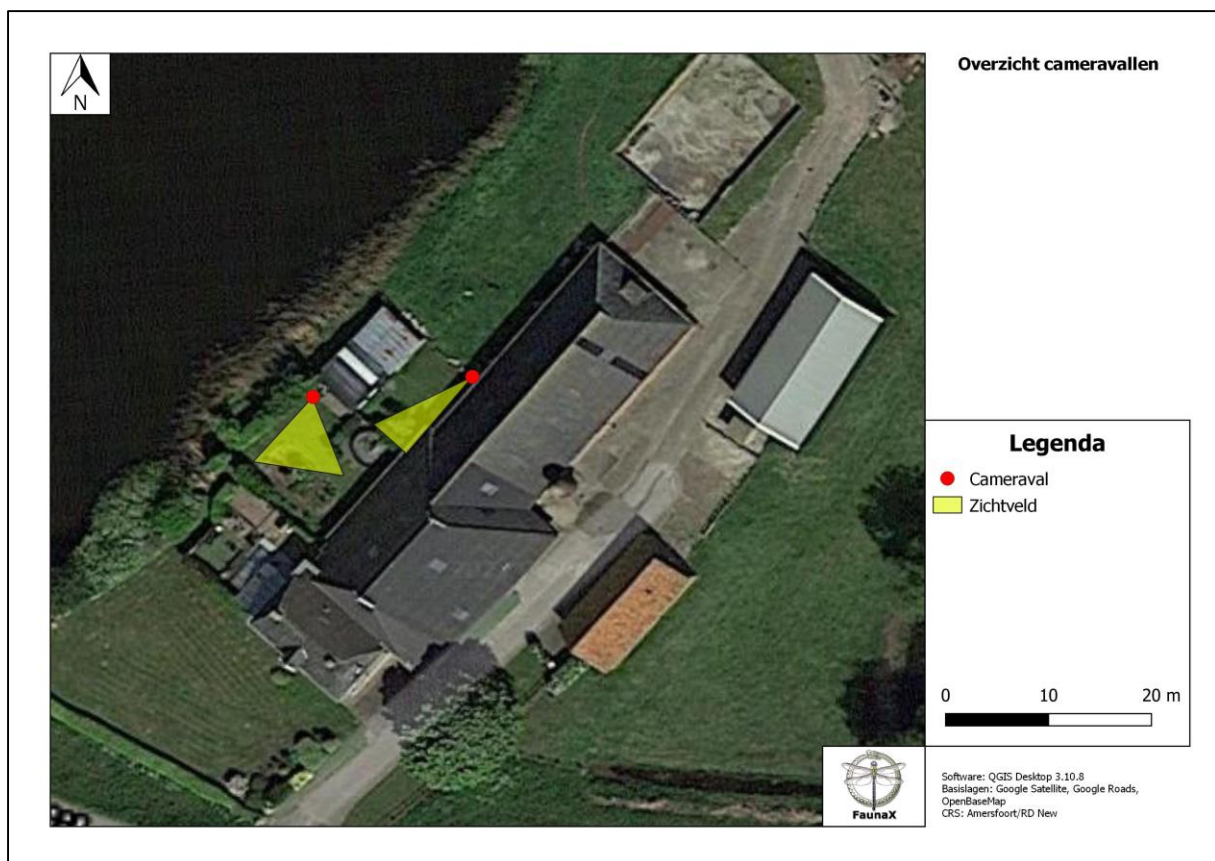 N
Overzicht cameravallen
Legenda
Cameraval
Zichtveld
0 10 20 m
FaunaX
Software: QGIS Desktop 3.10.8
Basislagen: Google Satellite, Google Roads,
OpenBaseMap
CRS: Amersfoort/RD New